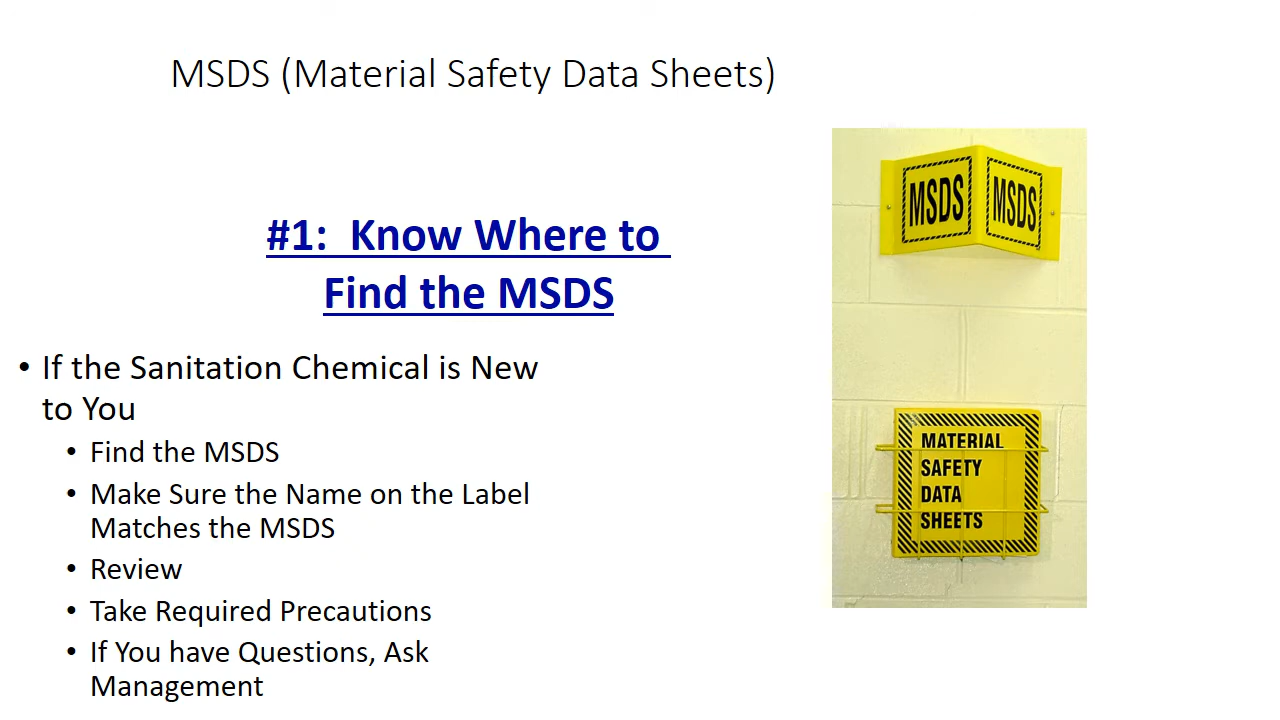 MSDS (Material Safety Data Sheets)
#1:  Know Where to
Find the MSDS
• If the Sanitation Chemical is New
to You
• Find the MSDS
• Make Sure the Name on the Label
Matches the MSDS
• Review
• Take Required Precautions
• If You have Questions, Ask
Management
MSDS MSDS
MATERIAL
SAFETY
DATA
SHEETS